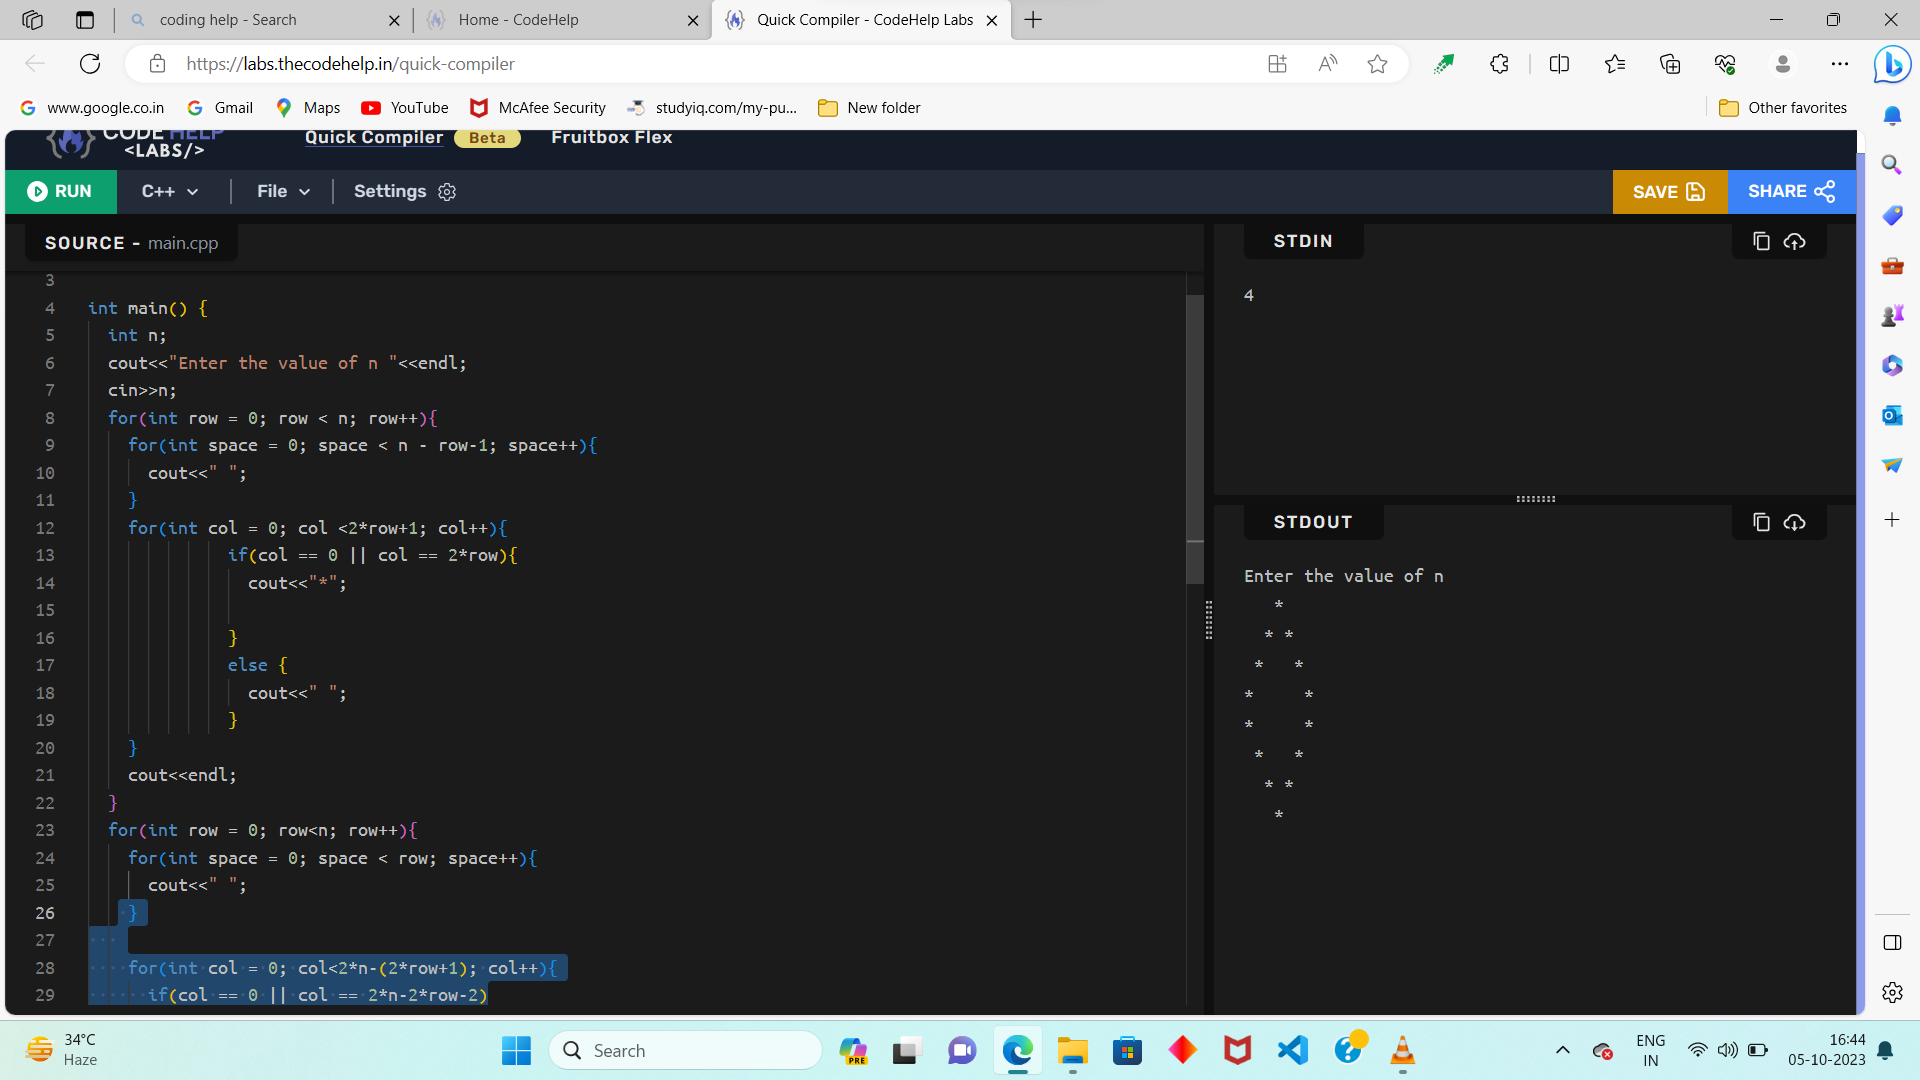 coding help - Search
Home - CodeHelp
Quick Compiler - CodeHelp Labs
https://labs.thecodehelp.in/quick-compiler
www.google.co.in
Gmail
Maps
YouTube
McAfee Security
studyiq.com/my-pu...
New folder
Other favorites
CODE HELP
<LABS/>
Quick Compiler
Beta
Fruitbox Flex
RUN
C++
File
Settings
SAVE
SHARE
SOURCE - main.cpp
3
4 int main() {
5 int n;
6 cout<<"Enter the value of n "<<endl;
7 cin>>n;
8 for(int row = 0; row < n; row++){
9 for(int space = 0; space < n - row-1; space++){
10 cout<<" ";
11 }
12 for(int col = 0; col <2*row+1; col++){
13 if(col == 0 || col == 2*row){
14 cout<<"*";
15
16 }
17 else {
18 cout<<" ";
19 }
20 }
21 cout<<endl;
22 }
23 for(int row = 0; row<n; row++){
24 for(int space = 0; space < row; space++){
25 cout<<" ";
26 }
27
28 for(int col = 0; col<2*n-(2*row+1); col++){
29 if(col == 0 || col == 2*n-2*row-2)
STDIN
4
STDOUT
Enter the value of n
   *
  * *
 *   *
*     *
*     *
 *   *
  * *
   *
34°C
Haze
Search
PRE
ENG
IN
16:44
05-10-2023